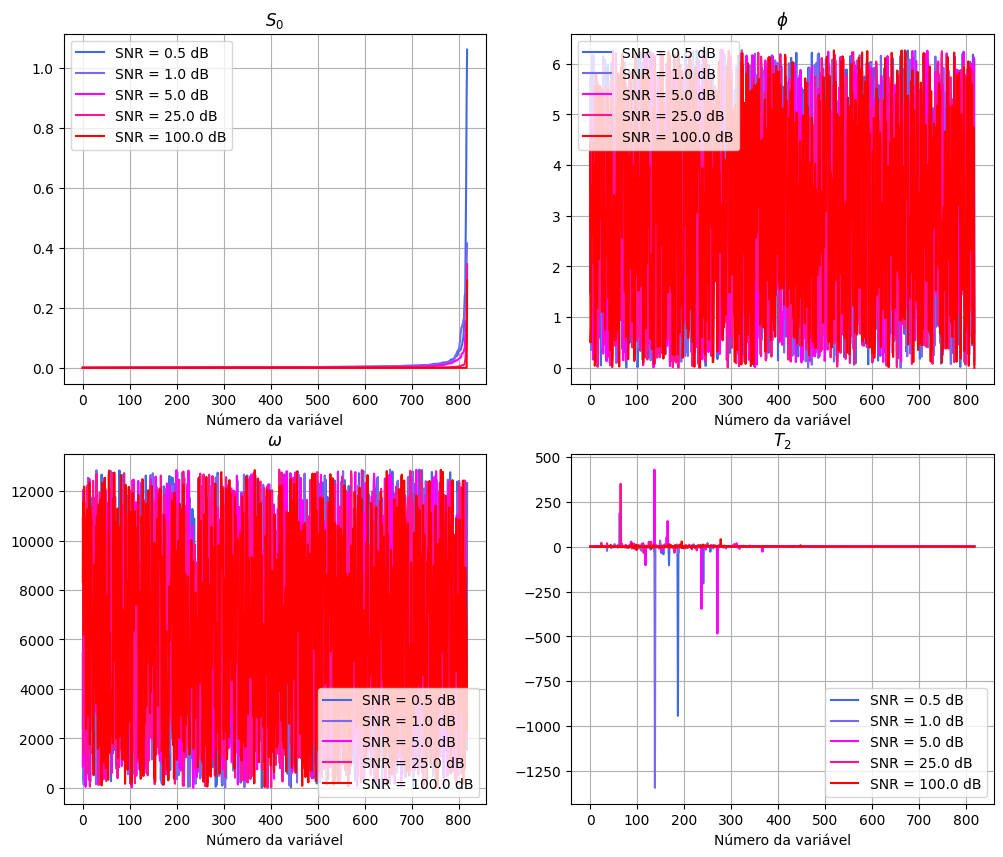 S₀
SNR = 0.5 dB
SNR = 1.0 dB
SNR = 5.0 dB
SNR = 25.0 dB
SNR = 100.0 dB
1.0
0.8
0.6
0.4
0.2
0.0
0 100 200 300 400 500 600 700 800
Número da variável
ϕ
SNR = 0.5 dB
SNR = 1.0 dB
SNR = 5.0 dB
SNR = 25.0 dB
SNR = 100.0 dB
6
5
4
3
2
1
0
0 100 200 300 400 500 600 700 800
Número da variável
ω
12000
10000
8000
6000
4000
2000
0
SNR = 0.5 dB
SNR = 1.0 dB
SNR = 5.0 dB
SNR = 25.0 dB
SNR = 100.0 dB
0 100 200 300 400 500 600 700 800
Número da variável
T₂
500
250
0
−250
−500
−750
−1000
−1250
SNR = 0.5 dB
SNR = 1.0 dB
SNR = 5.0 dB
SNR = 25.0 dB
SNR = 100.0 dB
0 100 200 300 400 500 600 700 800
Número da variável